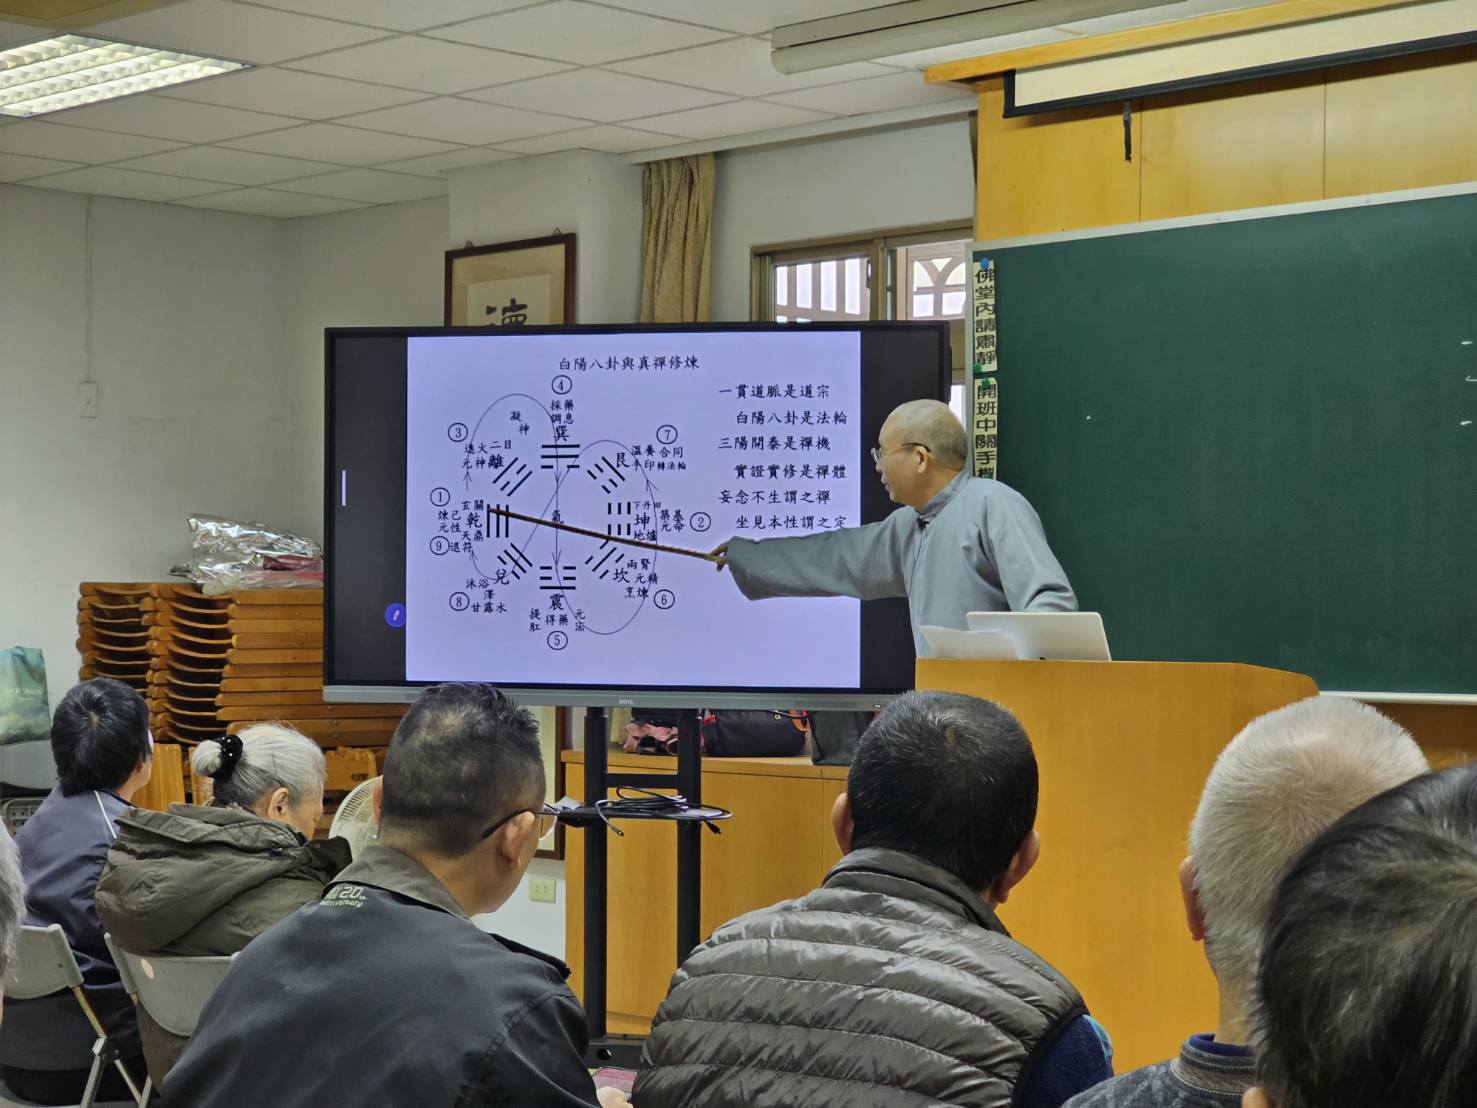 德
白陽八卦與真禪修煉
④
採藥
調息
巽
凝
神
③
進火二目
元神 離
⑦
溫養 合同
手印轉法輪
艮
①
玄關
煉己
元性
乾
天鼎
⑨ 退符
氣
下丹田
坤
地爐
築基
元命
②
兌
沐浴
澤
甘露水
⑧
震
提 得藥 元
肛
⑤
坎
兩腎
元精
烹煉
⑥
一貫道脈是道宗
白陽八卦是法輪
三陽開泰是禪機
實證實修是禪體
妄念不生謂之禪
坐見本性謂之定
佛堂內請肅靜
開班中關手機
20th